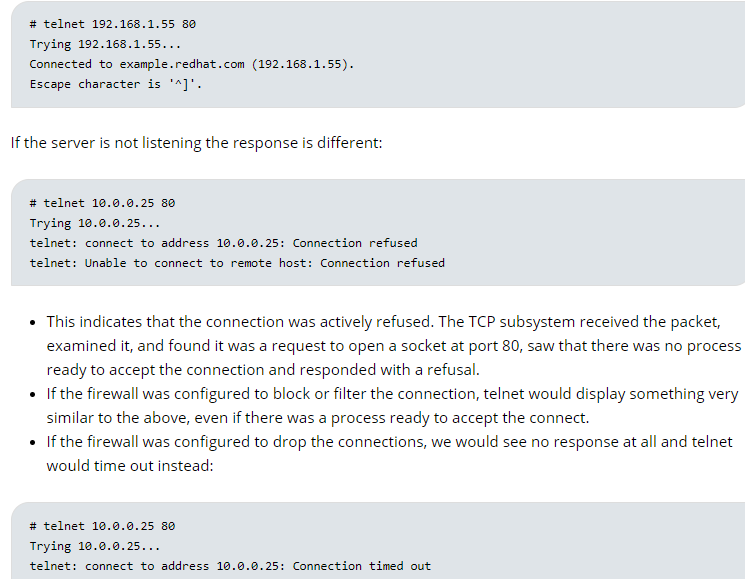 # telnet 192.168.1.55 80
Trying 192.168.1.55...
Connected to example.redhat.com (192.168.1.55).
Escape character is '^]'.
If the server is not listening the response is different:
# telnet 10.0.0.25 80
Trying 10.0.0.25...
telnet: connect to address 10.0.0.25: Connection refused
telnet: Unable to connect to remote host: Connection refused
• This indicates that the connection was actively refused. The TCP subsystem received the packet,
examined it, and found it was a request to open a socket at port 80, saw that there was no process
ready to accept the connection and responded with a refusal.
• If the firewall was configured to block or filter the connection, telnet would display something very
similar to the above, even if there was a process ready to accept the connect.
• If the firewall was configured to drop the connections, we would see no response at all and telnet
would time out instead:
# telnet 10.0.0.25 80
Trying 10.0.0.25...
telnet: connect to address 10.0.0.25: Connection timed out